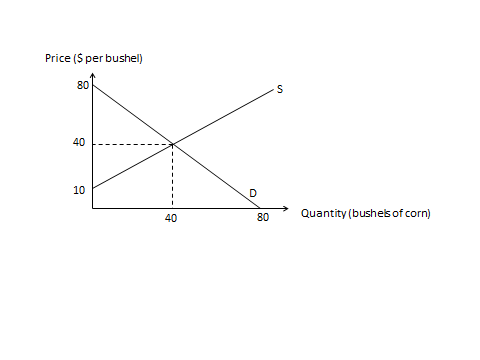 Price ($ per bushel)
80
S
40
10
D
40
80
Quantity (bushels of corn)